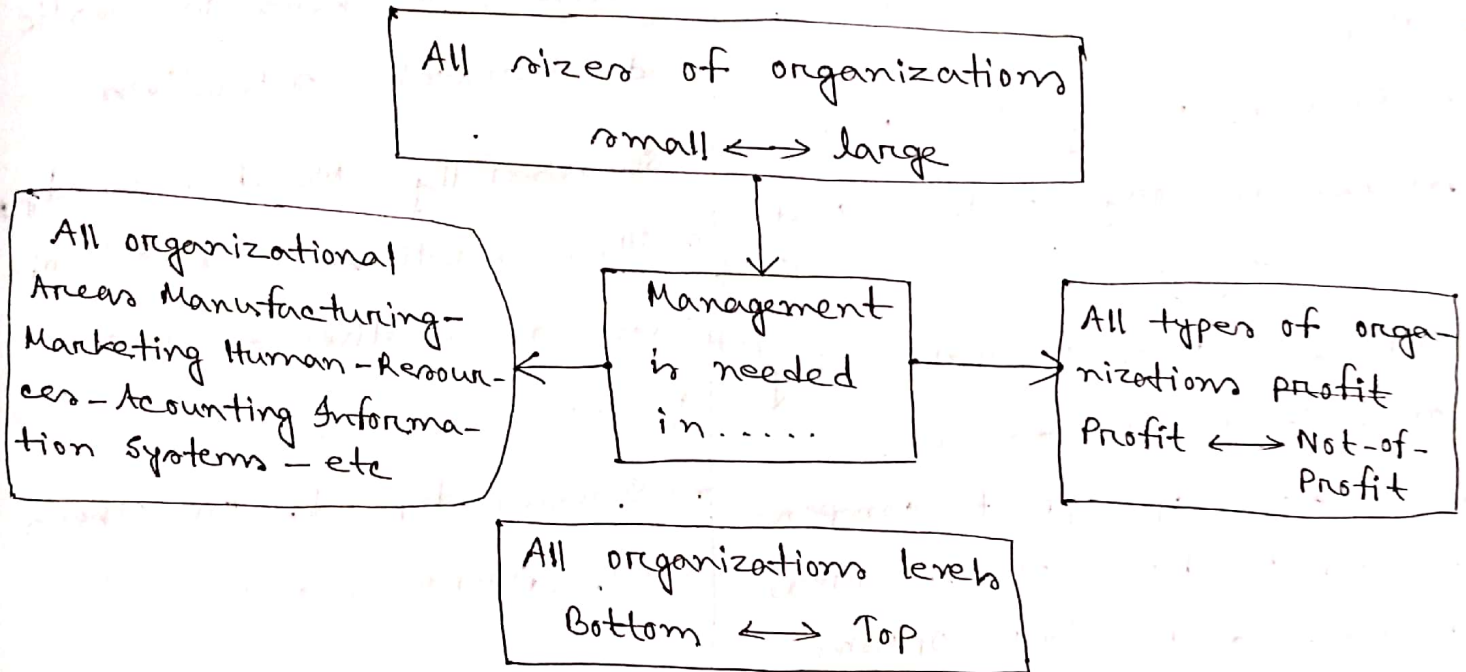 All sizes of organizations
small ↔ large
All organizational
Areas Manufacturing-
Marketing Human-Resour-
ces-Acounting Informa-
tion Systems - etc
Management
is needed
in.....
All types of orga-
nizations profit
Profit ↔ Not-of-
Profit
All organizations levels
Bottom ↔ Top